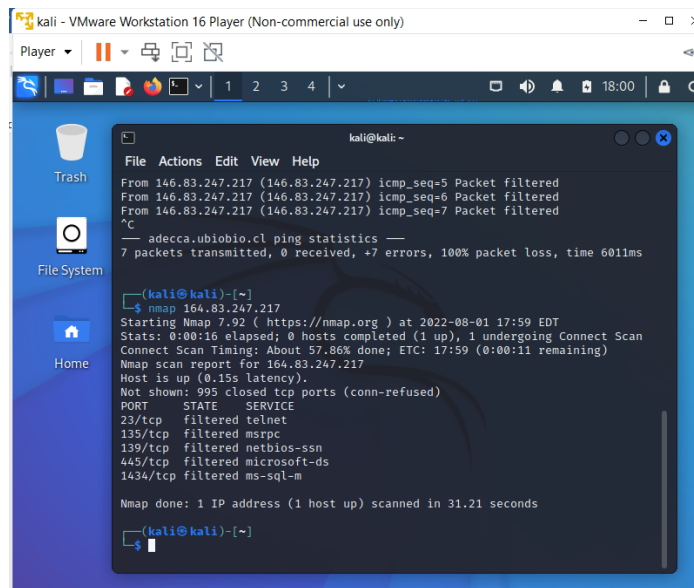 kali - VMware Workstation 16 Player (Non-commercial use only)
Player
1 2 3 4 18:00
kali@kali: ~
File Actions Edit View Help
Trash
File System
Home
From 146.83.247.217 (146.83.247.217) icmp_seq=5 Packet filtered
From 146.83.247.217 (146.83.247.217) icmp_seq=6 Packet filtered
From 146.83.247.217 (146.83.247.217) icmp_seq=7 Packet filtered
^C
— adecca.ubiobio.cl ping statistics —
7 packets transmitted, 0 received, +7 errors, 100% packet loss, time 6011ms
┌──(kali㉿kali)-[~]
└─$ nmap 164.83.247.217
Starting Nmap 7.92 ( https://nmap.org ) at 2022-08-01 17:59 EDT
Stats: 0:00:16 elapsed; 0 hosts completed (1 up), 1 undergoing Connect Scan
Connect Scan Timing: About 57.86% done; ETC: 17:59 (0:00:11 remaining)
Nmap scan report for 164.83.247.217
Host is up (0.15s latency).
Not shown: 995 closed tcp ports (conn-refused)
PORT STATE SERVICE
23/tcp filtered telnet
135/tcp filtered msrpc
139/tcp filtered netbios-ssn
445/tcp filtered microsoft-ds
1434/tcp filtered ms-sql-m
Nmap done: 1 IP address (1 host up) scanned in 31.21 seconds
┌──(kali㉿kali)-[~]
└─$